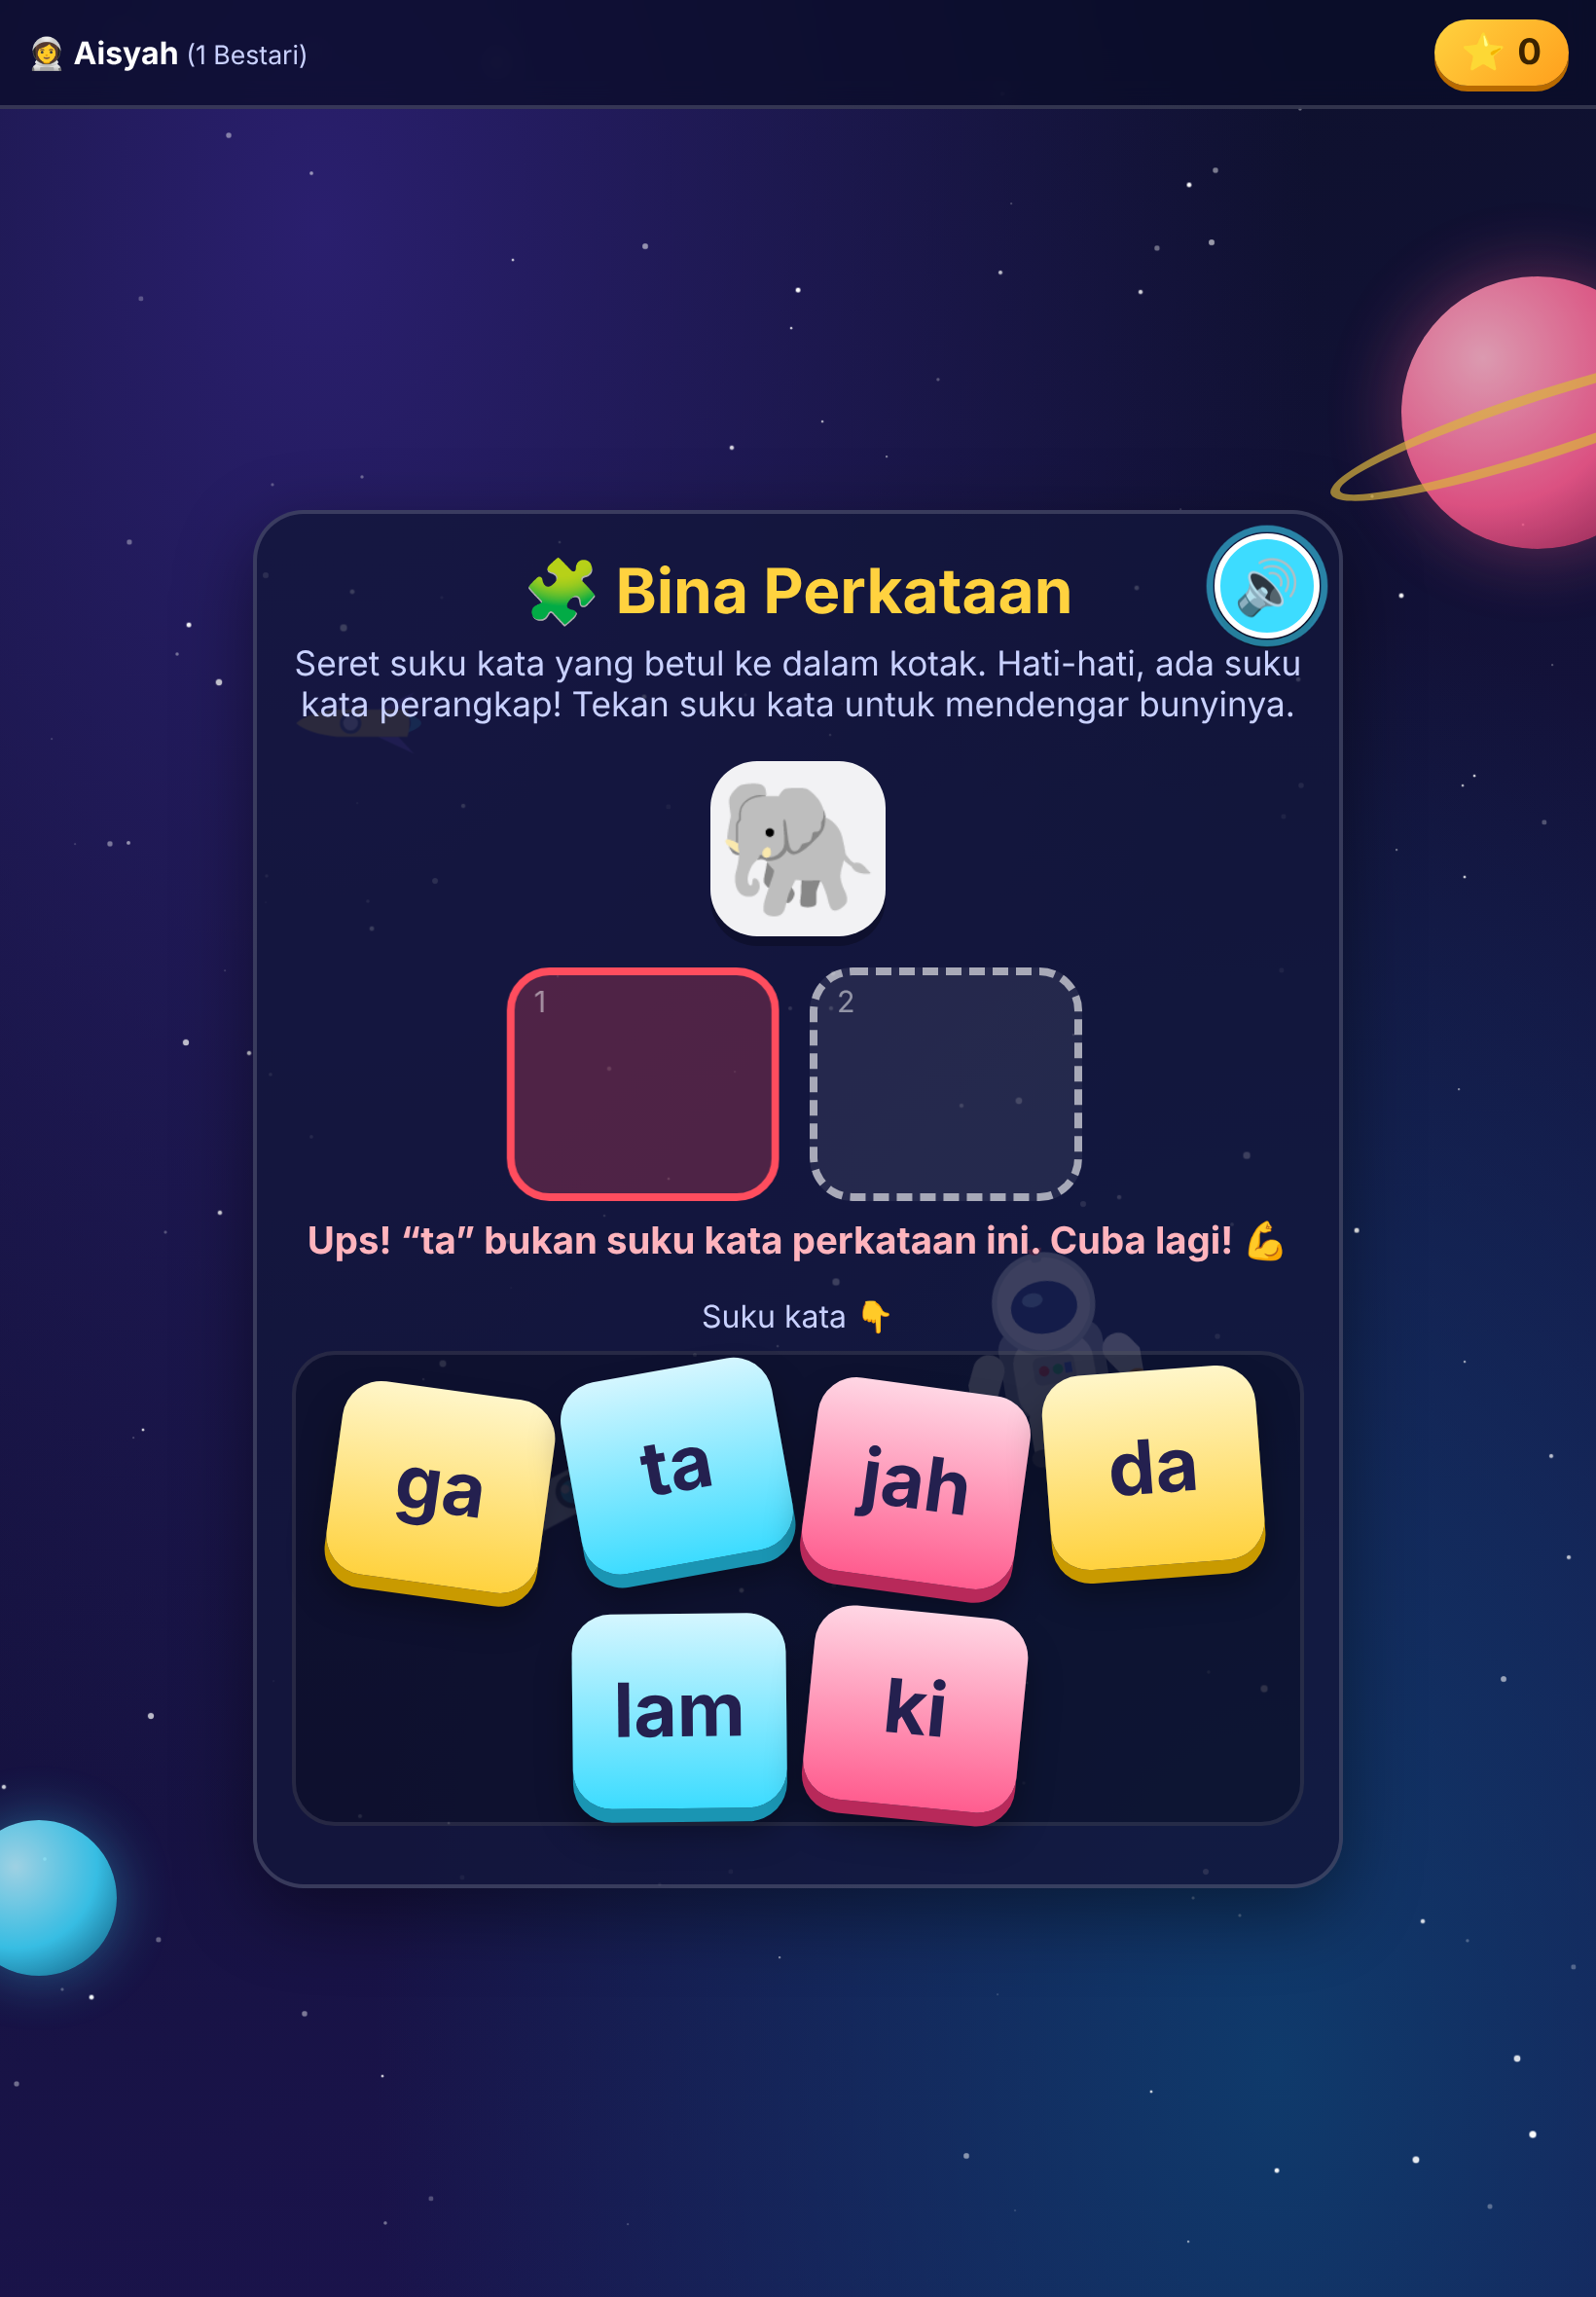 Aisyah (1 Bestari)
0
Bina Perkataan
Seret suku kata yang betul ke dalam kotak. Hati-hati, ada suku
kata perangkap! Tekan suku kata untuk mendengar bunyinya.
1
2
Ups! “ta” bukan suku kata perkataan ini. Cuba lagi!
Suku kata
ga
ta
jah
da
lam
ki